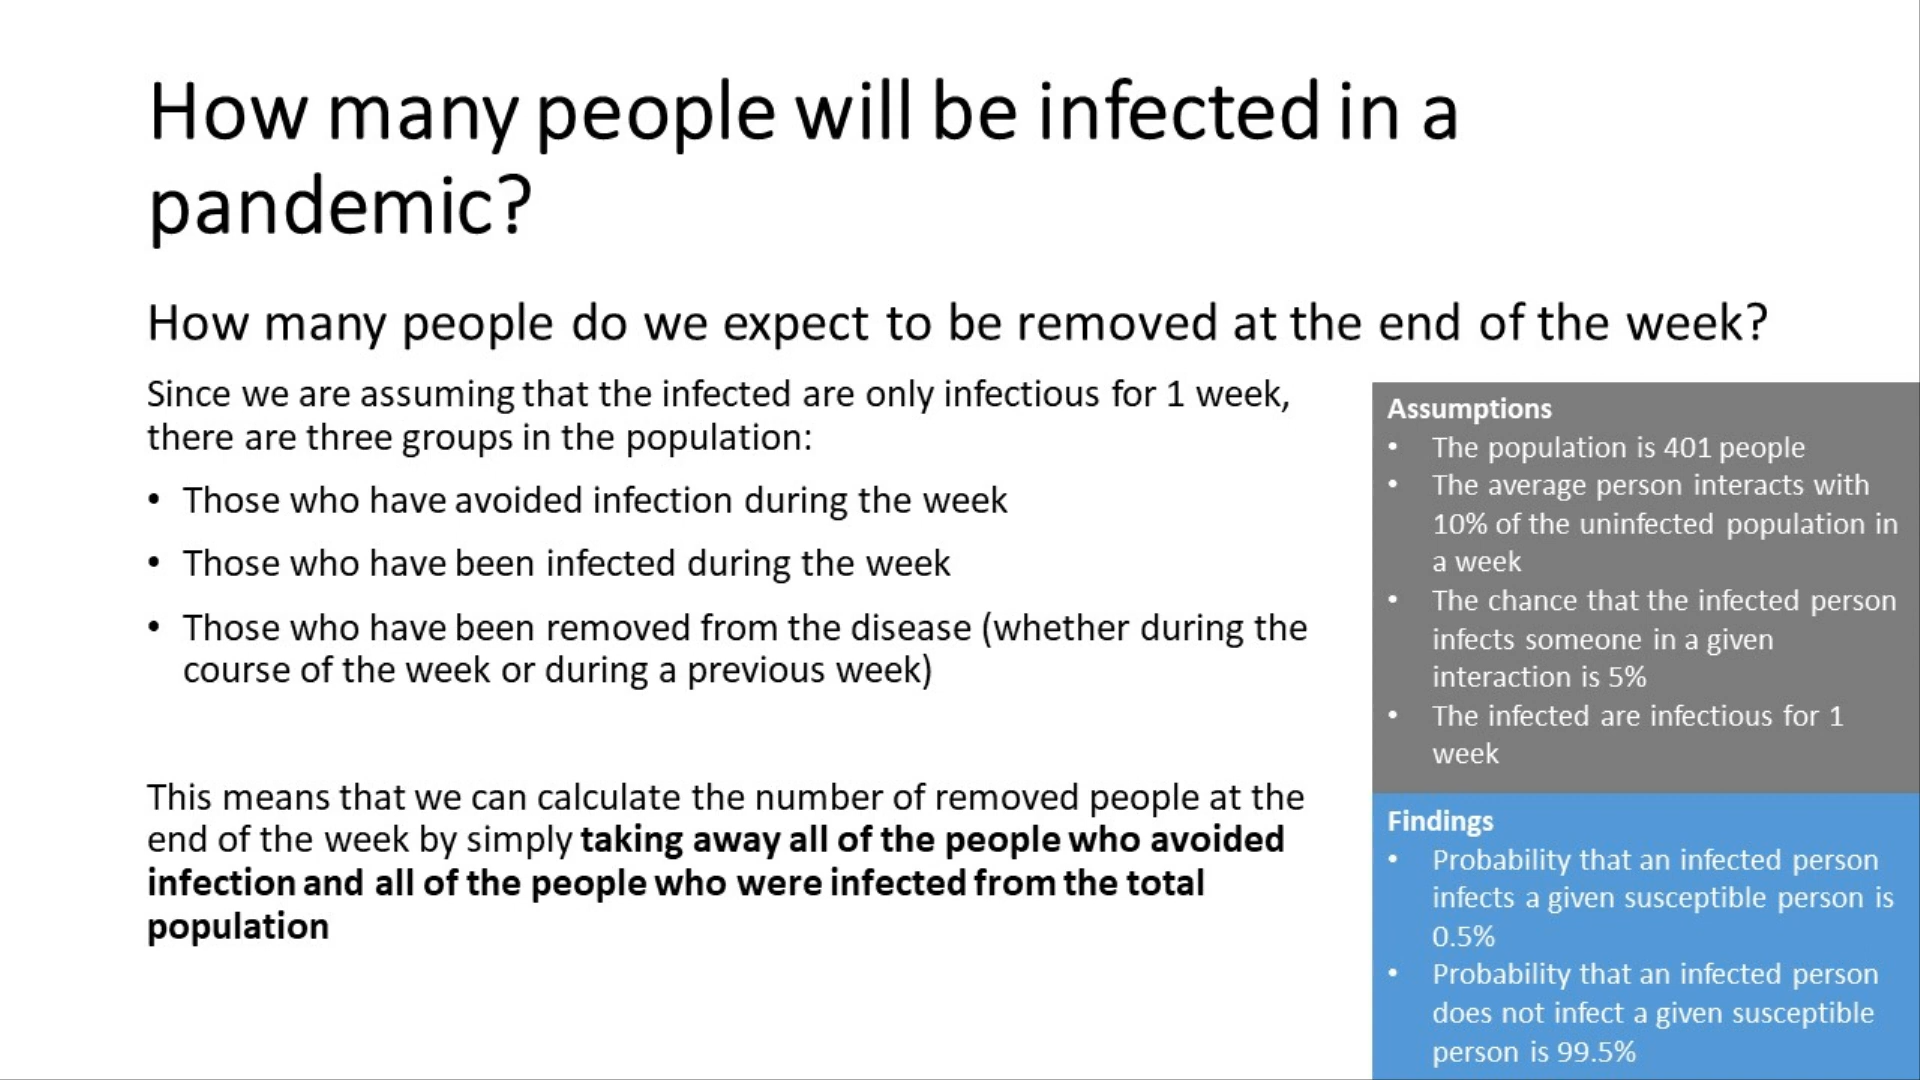 How many people will be infected in a
pandemic?
How many people do we expect to be removed at the end of the week?
Since we are assuming that the infected are only infectious for 1 week,
there are three groups in the population:
• Those who have avoided infection during the week
• Those who have been infected during the week
• Those who have been removed from the disease (whether during the
course of the week or during a previous week)
This means that we can calculate the number of removed people at the
end of the week by simply taking away all of the people who avoided
infection and all of the people who were infected from the total
population
Assumptions
• The population is 401 people
• The average person interacts with
10% of the uninfected population in
a week
• The chance that the infected person
infects someone in a given
interaction is 5%
• The infected are infectious for 1
week
Findings
• Probability that an infected person
infects a given susceptible person is
0.5%
• Probability that an infected person
does not infect a given susceptible
person is 99.5%